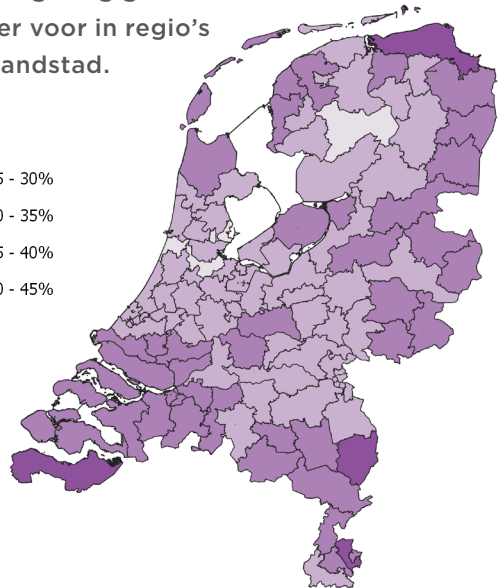 er voor in regio's
andstad.
5 - 30%
0 - 35%
5 - 40%
0 - 45%